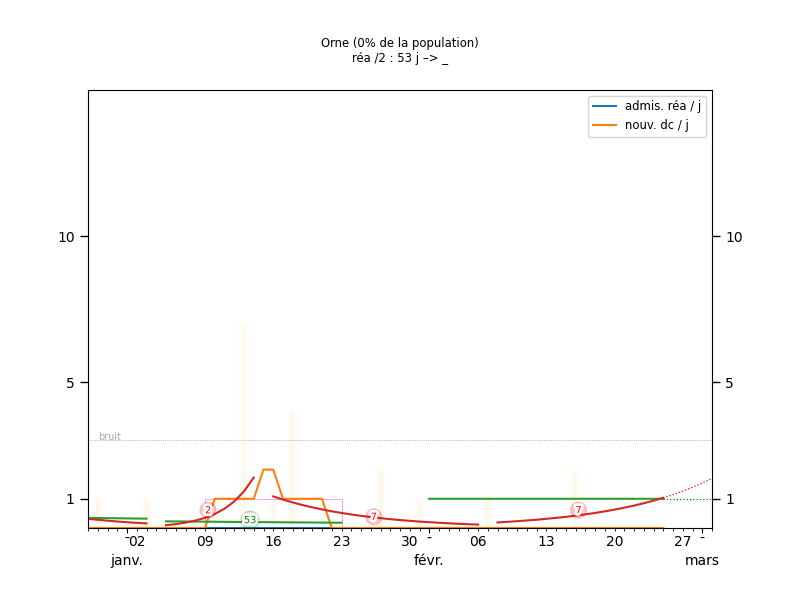 Orne (0% de la population)
réa /2 : 53 j –> _
admis. réa / j
nouv. dc / j
10 10
5 5
bruit
1 1
2 53 7 7
02 09 16 23 30 06 13 20 27
janv. févr. mars